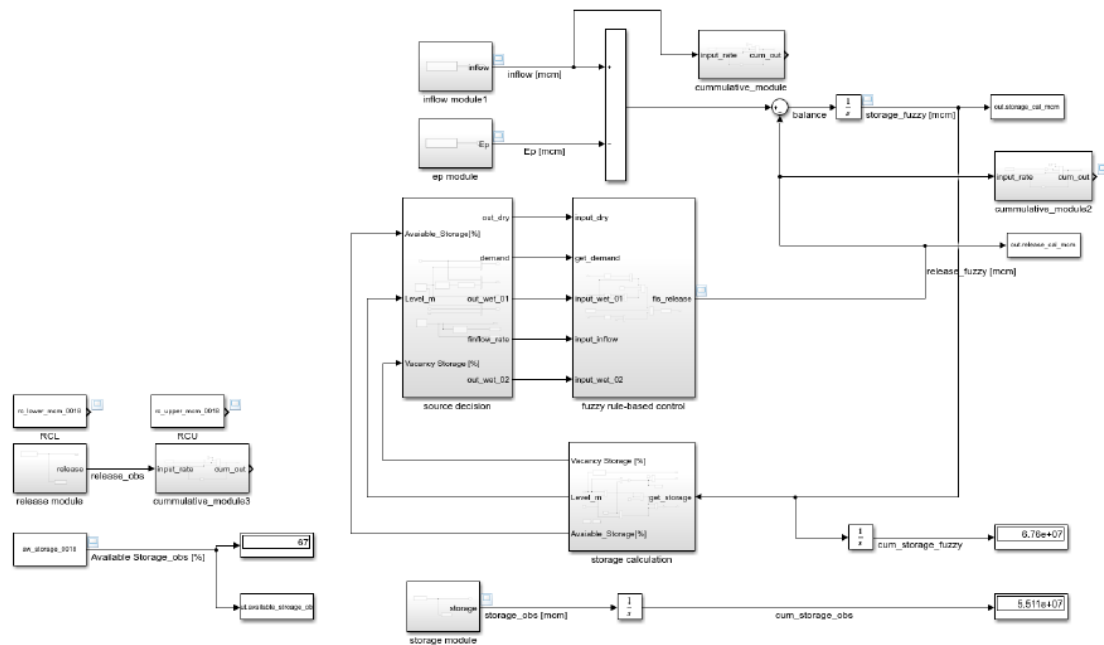 inflow
inflow [mcm]
inflow module1
input_rate
cum_out
cummulative_module
Ep
Ep [mcm]
ep module
+
−
+
−
balance
1
s
storage_fuzzy [mcm]
out.storage_cal_mcm
input_rate
cum_out
cummulative_module2
out.release_cal_mcm
release_fuzzy [mcm]
Avaiable_Storage[%]
Level_m
Vacancy Storage [%]
out_dry
demand
out_wet_01
finflow_rate
out_wet_02
source decision
input_dry
get_demand
input_wet_01
input_inflow
input_wet_02
fis_release
fuzzy rule-based control
rc_lower_mcm_0018
RCL
rc_upper_mcm_0018
RCU
release
release_obs
release module
input_rate
cum_out
cummulative_module3
Vacancy Storage [%]
Level_m
Avaiable_Storage[%]
get_storage
storage calculation
aw_storage_0018
Available Storage_obs [%]
67
ut.available_stroage_ob
1
s
cum_storage_fuzzy
6.76e+07
storage
storage_obs [mcm]
storage module
1
s
cum_storage_obs
5.511e+07